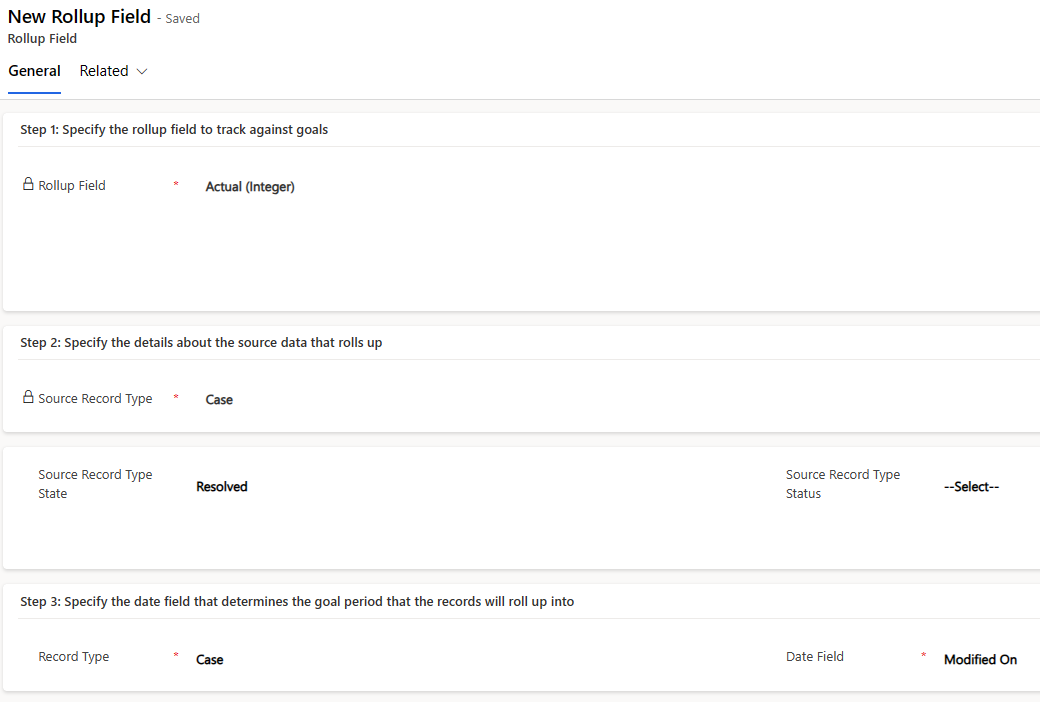 New Rollup Field - Saved
Rollup Field
General Related
Step 1: Specify the rollup field to track against goals
Rollup Field * Actual (Integer)
Step 2: Specify the details about the source data that rolls up
Source Record Type * Case
Source Record Type State Resolved Source Record Type Status --Select--
Step 3: Specify the date field that determines the goal period that the records will roll up into
Record Type * Case Date Field * Modified On